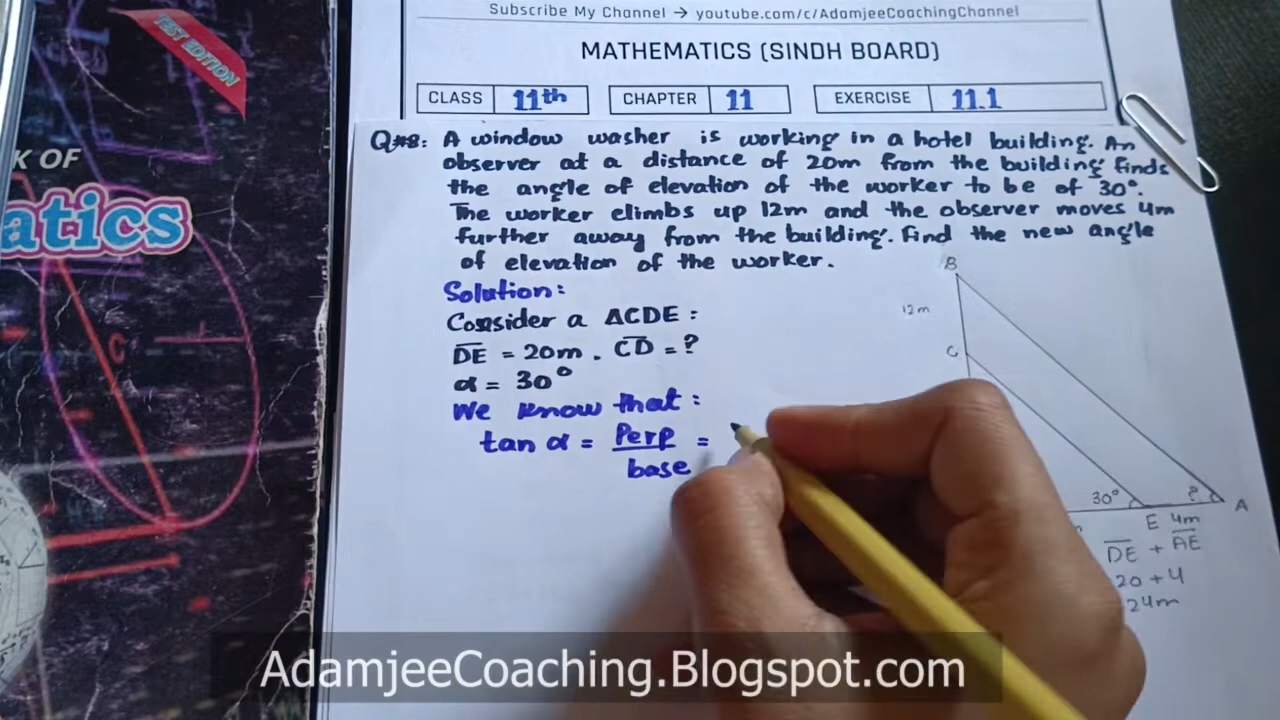 TEST EDITION
K OF
atics
Subscribe My Channel → youtube.com/c/AdamjeeCoachingChannel
MATHEMATICS (SINDH BOARD)
CLASS 11th CHAPTER 11 EXERCISE 11.1
Q#8: A window washer is working in a hotel building. An
observer at a distance of 20m from the building finds
the angle of elevation of the worker to be of 30°.
The worker climbs up 12m and the observer moves 4m
further away from the building. Find the new angle
of elevation of the worker.
Solution:
Consider a ΔCDE:
DE = 20m . CD = ?
α = 30°
We know that:
tan α = Perp =
base
B
12m
C
30° ? A
E 4m
DE + AE
20 + 4
24m
AdamjeeCoaching.Blogspot.com